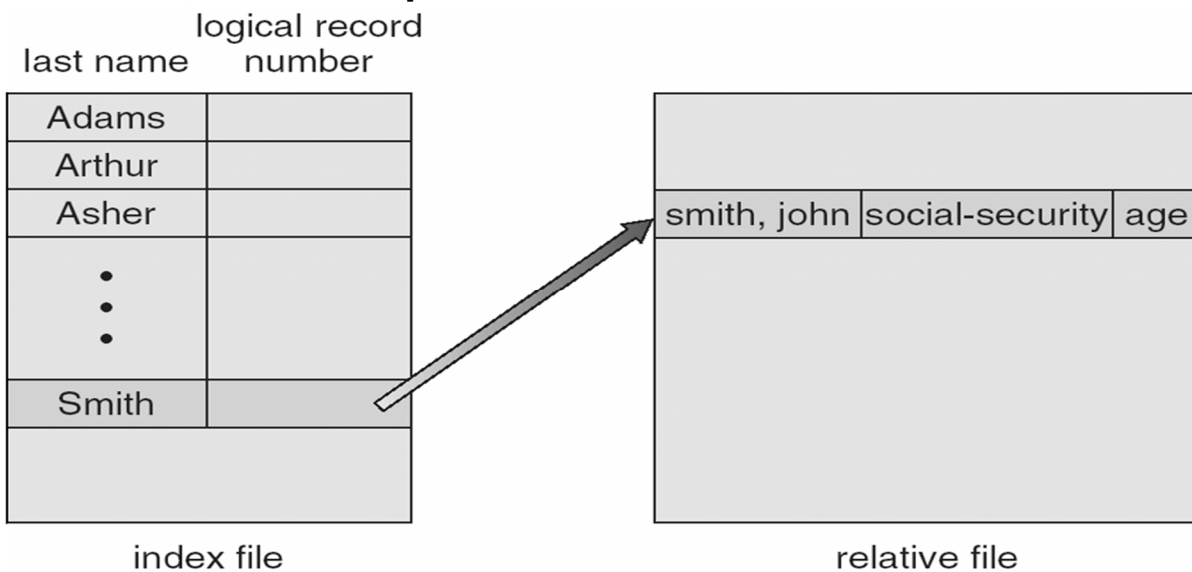 logical record
last name number
Adams
Arthur
Asher
Smith
smith, john social-security age
index file
relative file